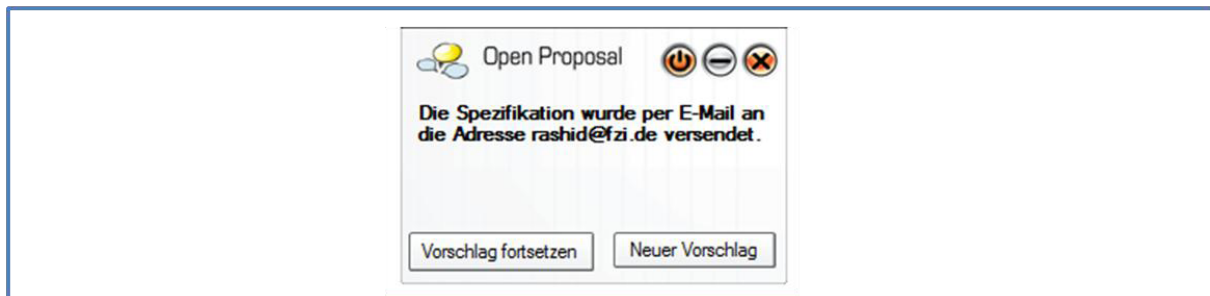 Open Proposal
Die Spezifikation wurde per E-Mail an
die Adresse rashid@fzi.de versendet.
Vorschlag fortsetzen
Neuer Vorschlag